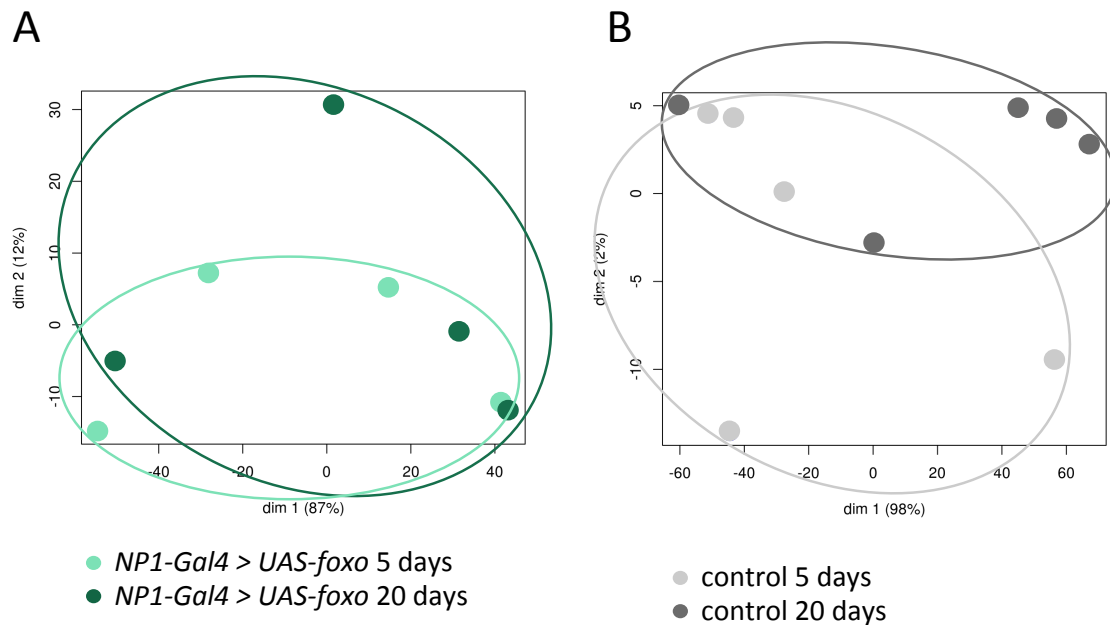 A
30
20
10
0
-10
dim 2 (12%)
-40
-20
0
20
40
dim 1 (87%)
NP1-Gal4 > UAS-foxo 5 days
NP1-Gal4 > UAS-foxo 20 days
B
5
0
-5
-10
dim 2 (2%)
-60
-40
-20
0
20
40
60
dim 1 (98%)
control 5 days
control 20 days